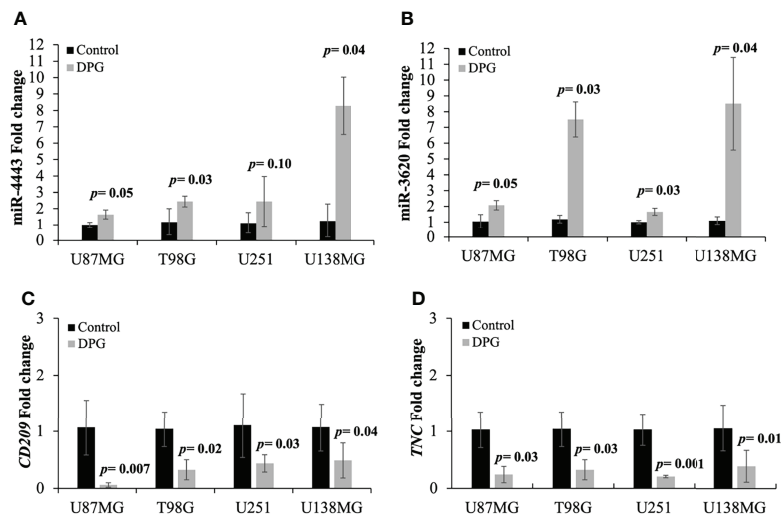 A
miR-4443 Fold change
12
11
10
9
8
7
6
5
4
3
2
1
0
Control
DPG
p= 0.05
p= 0.03
p= 0.10
p= 0.04
U87MG
T98G
U251
U138MG
B
miR-3620 Fold change
12
11
10
9
8
7
6
5
4
3
2
1
0
Control
DPG
p= 0.05
p= 0.03
p= 0.03
p= 0.04
U87MG
T98G
U251
U138MG
C
CD209 Fold change
3
2
1
0
Control
DPG
p= 0.007
p= 0.02
p= 0.03
p= 0.04
U87MG
T98G
U251
U138MG
D
TNC Fold change
3
2
1
0
Control
DPG
p= 0.03
p= 0.03
p= 0.001
p= 0.01
U87MG
T98G
U251
U138MG